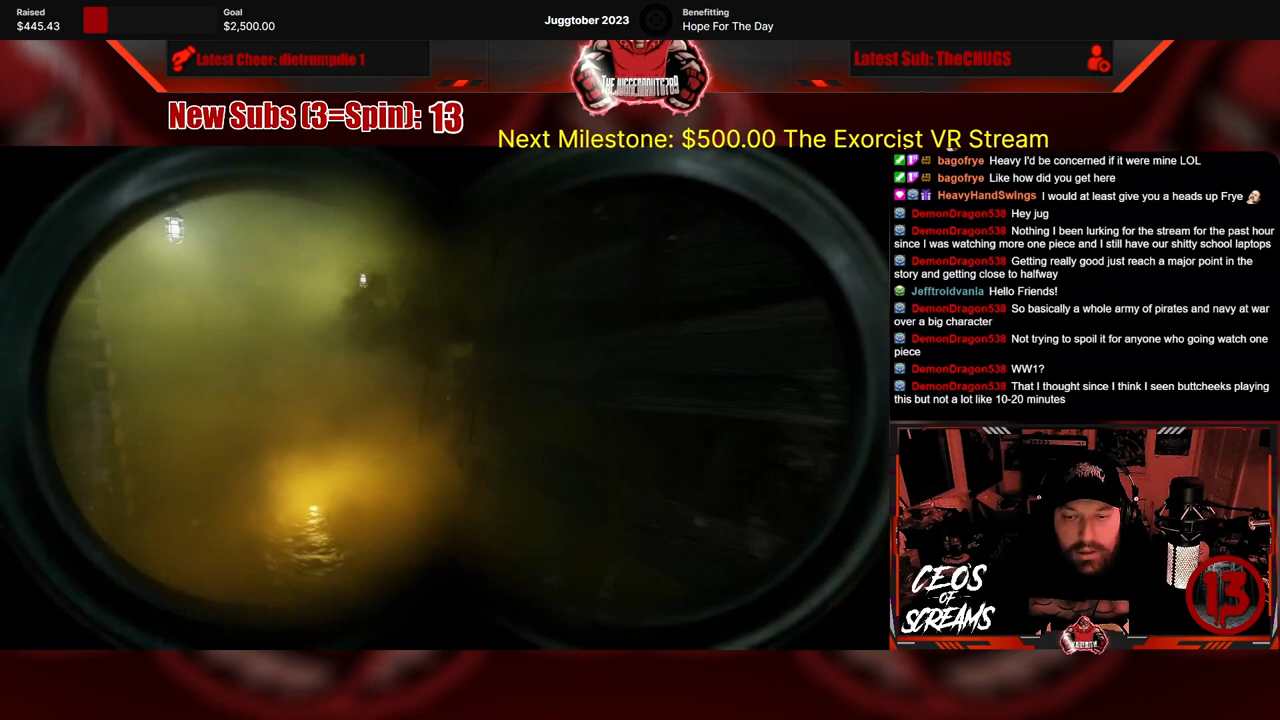 Raised
$445.43
Goal
$2,500.00
Juggtober 2023
Benefitting
Hope For The Day
Latest Cheer: dietrumpdie 1
THEJUGGERNAUT6789
Latest Sub: TheCHUGS
New Subs (3=Spin): 13
Next Milestone: $500.00 The Exorcist VR Stream
bagofrye Heavy I'd be concerned if it were mine LOL
bagofrye Like how did you get here
HeavyHandSwings I would at least give you a heads up Frye
DemonDragon538 Hey jug
DemonDragon538 Nothing I been lurking for the stream for the past hour
since I was watching more one piece and I still have our shitty school laptops
DemonDragon538 Getting really good just reach a major point in the
story and getting close to halfway
Jefftroidvania Hello Friends!
DemonDragon538 So basically a whole army of pirates and navy at war
over a big character
DemonDragon538 Not trying to spoil it for anyone who going watch one
piece
DemonDragon538 WW1?
DemonDragon538 That I thought since I think I seen buttcheeks playing
this but not a lot like 10-20 minutes
CEOS
OF
SCREAMS
13